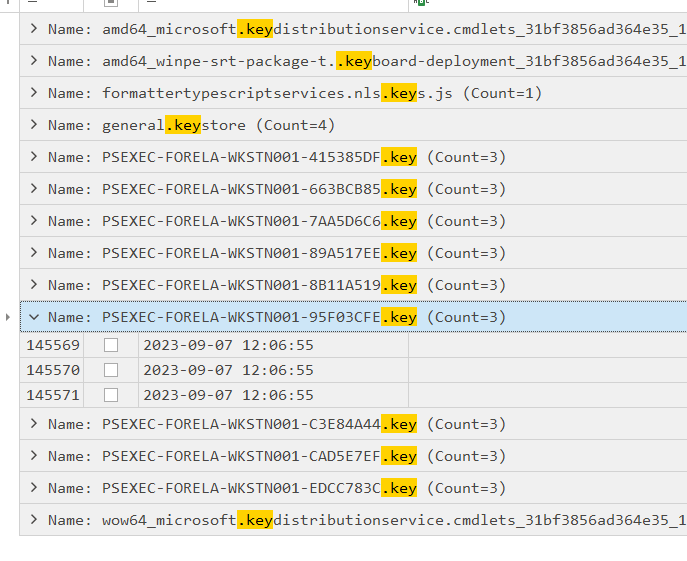 Name: amd64_microsoft.keydistributionservice.cmdlets_31bf3856ad364e35_1
Name: amd64_winpe-srt-package-t..keyboard-deployment_31bf3856ad364e35_1
Name: formattertypescriptservices.nls.keys.js (Count=1)
Name: general.keystore (Count=4)
Name: PSEXEC-FORELA-WKSTN001-415385DF.key (Count=3)
Name: PSEXEC-FORELA-WKSTN001-663BCB85.key (Count=3)
Name: PSEXEC-FORELA-WKSTN001-7AA5D6C6.key (Count=3)
Name: PSEXEC-FORELA-WKSTN001-89A517EE.key (Count=3)
Name: PSEXEC-FORELA-WKSTN001-8B11A519.key (Count=3)
Name: PSEXEC-FORELA-WKSTN001-95F03CFE.key (Count=3)
145569 2023-09-07 12:06:55
145570 2023-09-07 12:06:55
145571 2023-09-07 12:06:55
Name: PSEXEC-FORELA-WKSTN001-C3E84A44.key (Count=3)
Name: PSEXEC-FORELA-WKSTN001-CAD5E7EF.key (Count=3)
Name: PSEXEC-FORELA-WKSTN001-EDCC783C.key (Count=3)
Name: wow64_microsoft.keydistributionservice.cmdlets_31bf3856ad364e35_1